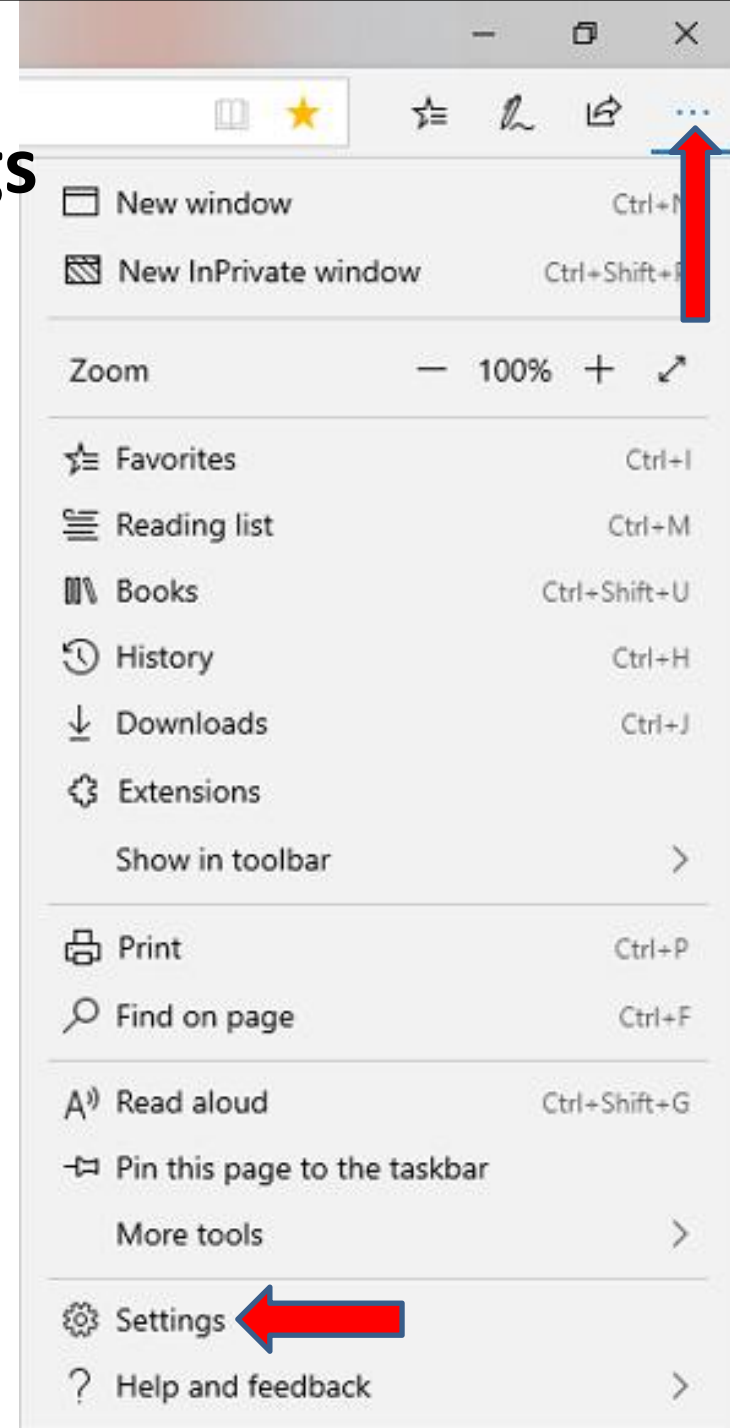 gs
New window Ctrl+N
New InPrivate window Ctrl+Shift+P
Zoom — 100% +
Favorites Ctrl+I
Reading list Ctrl+M
Books Ctrl+Shift+U
History Ctrl+H
Downloads Ctrl+J
Extensions
Show in toolbar
Print Ctrl+P
Find on page Ctrl+F
Read aloud Ctrl+Shift+G
Pin this page to the taskbar
More tools
Settings
Help and feedback